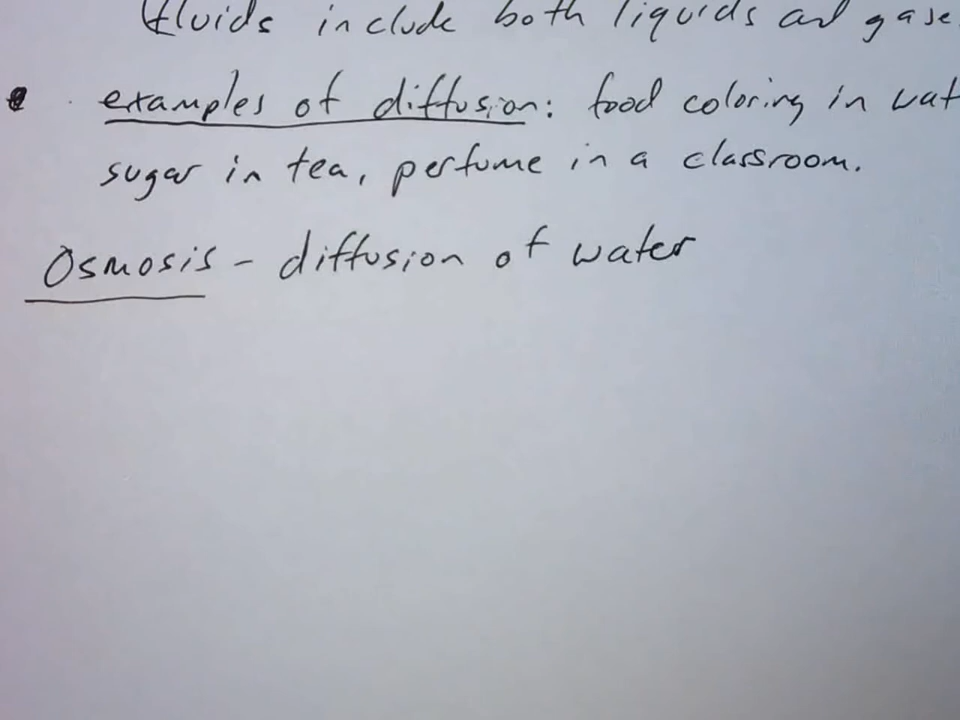 fluids include both liquids and gase
examples of diffusion: food coloring in wat
sugar in tea, perfume in a classroom.
Osmosis - diffusion of water